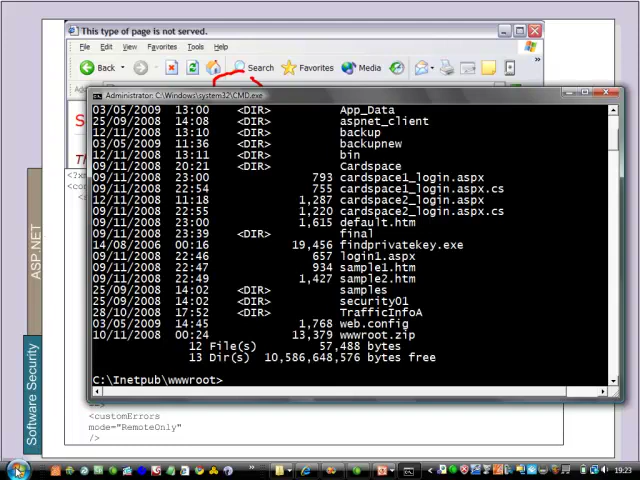 This type of page is not served.
File Edit View Favorites Tools Help
Back Search Favorites Media
Administrator: C:\Windows\system32\CMD.exe
03/05/2009 13:00 <DIR> App_Data
25/09/2008 14:08 <DIR> aspnet_client
12/11/2008 13:10 <DIR> backup
03/05/2009 11:36 <DIR> backupnew
12/11/2008 13:11 <DIR> bin
09/11/2008 20:21 <DIR> Cardspace
09/11/2008 23:00 793 cardspace1_login.aspx
09/11/2008 22:54 755 cardspace1_login.aspx.cs
12/11/2008 11:18 1,287 cardspace2_login.aspx
09/11/2008 22:55 1,220 cardspace2_login.aspx.cs
09/11/2008 23:00 1,615 default.htm
09/11/2008 23:39 <DIR> final
14/08/2006 00:16 19,456 findprivatekey.exe
09/11/2008 22:46 657 login1.aspx
09/11/2008 22:47 934 sample1.htm
09/11/2008 22:49 1,427 sample2.htm
25/09/2008 14:02 <DIR> samples
25/09/2008 14:02 <DIR> security01
28/10/2008 17:52 <DIR> TrafficInfoA
03/05/2009 14:45 1,768 web.config
10/11/2008 00:24 13,379 wwwroot.zip
12 File(s) 57,488 bytes
13 Dir(s) 10,586,648,576 bytes free
C:\Inetpub\wwwroot>
ASP.NET
Software Security
<customErrors
mode="RemoteOnly"
/>
19:23